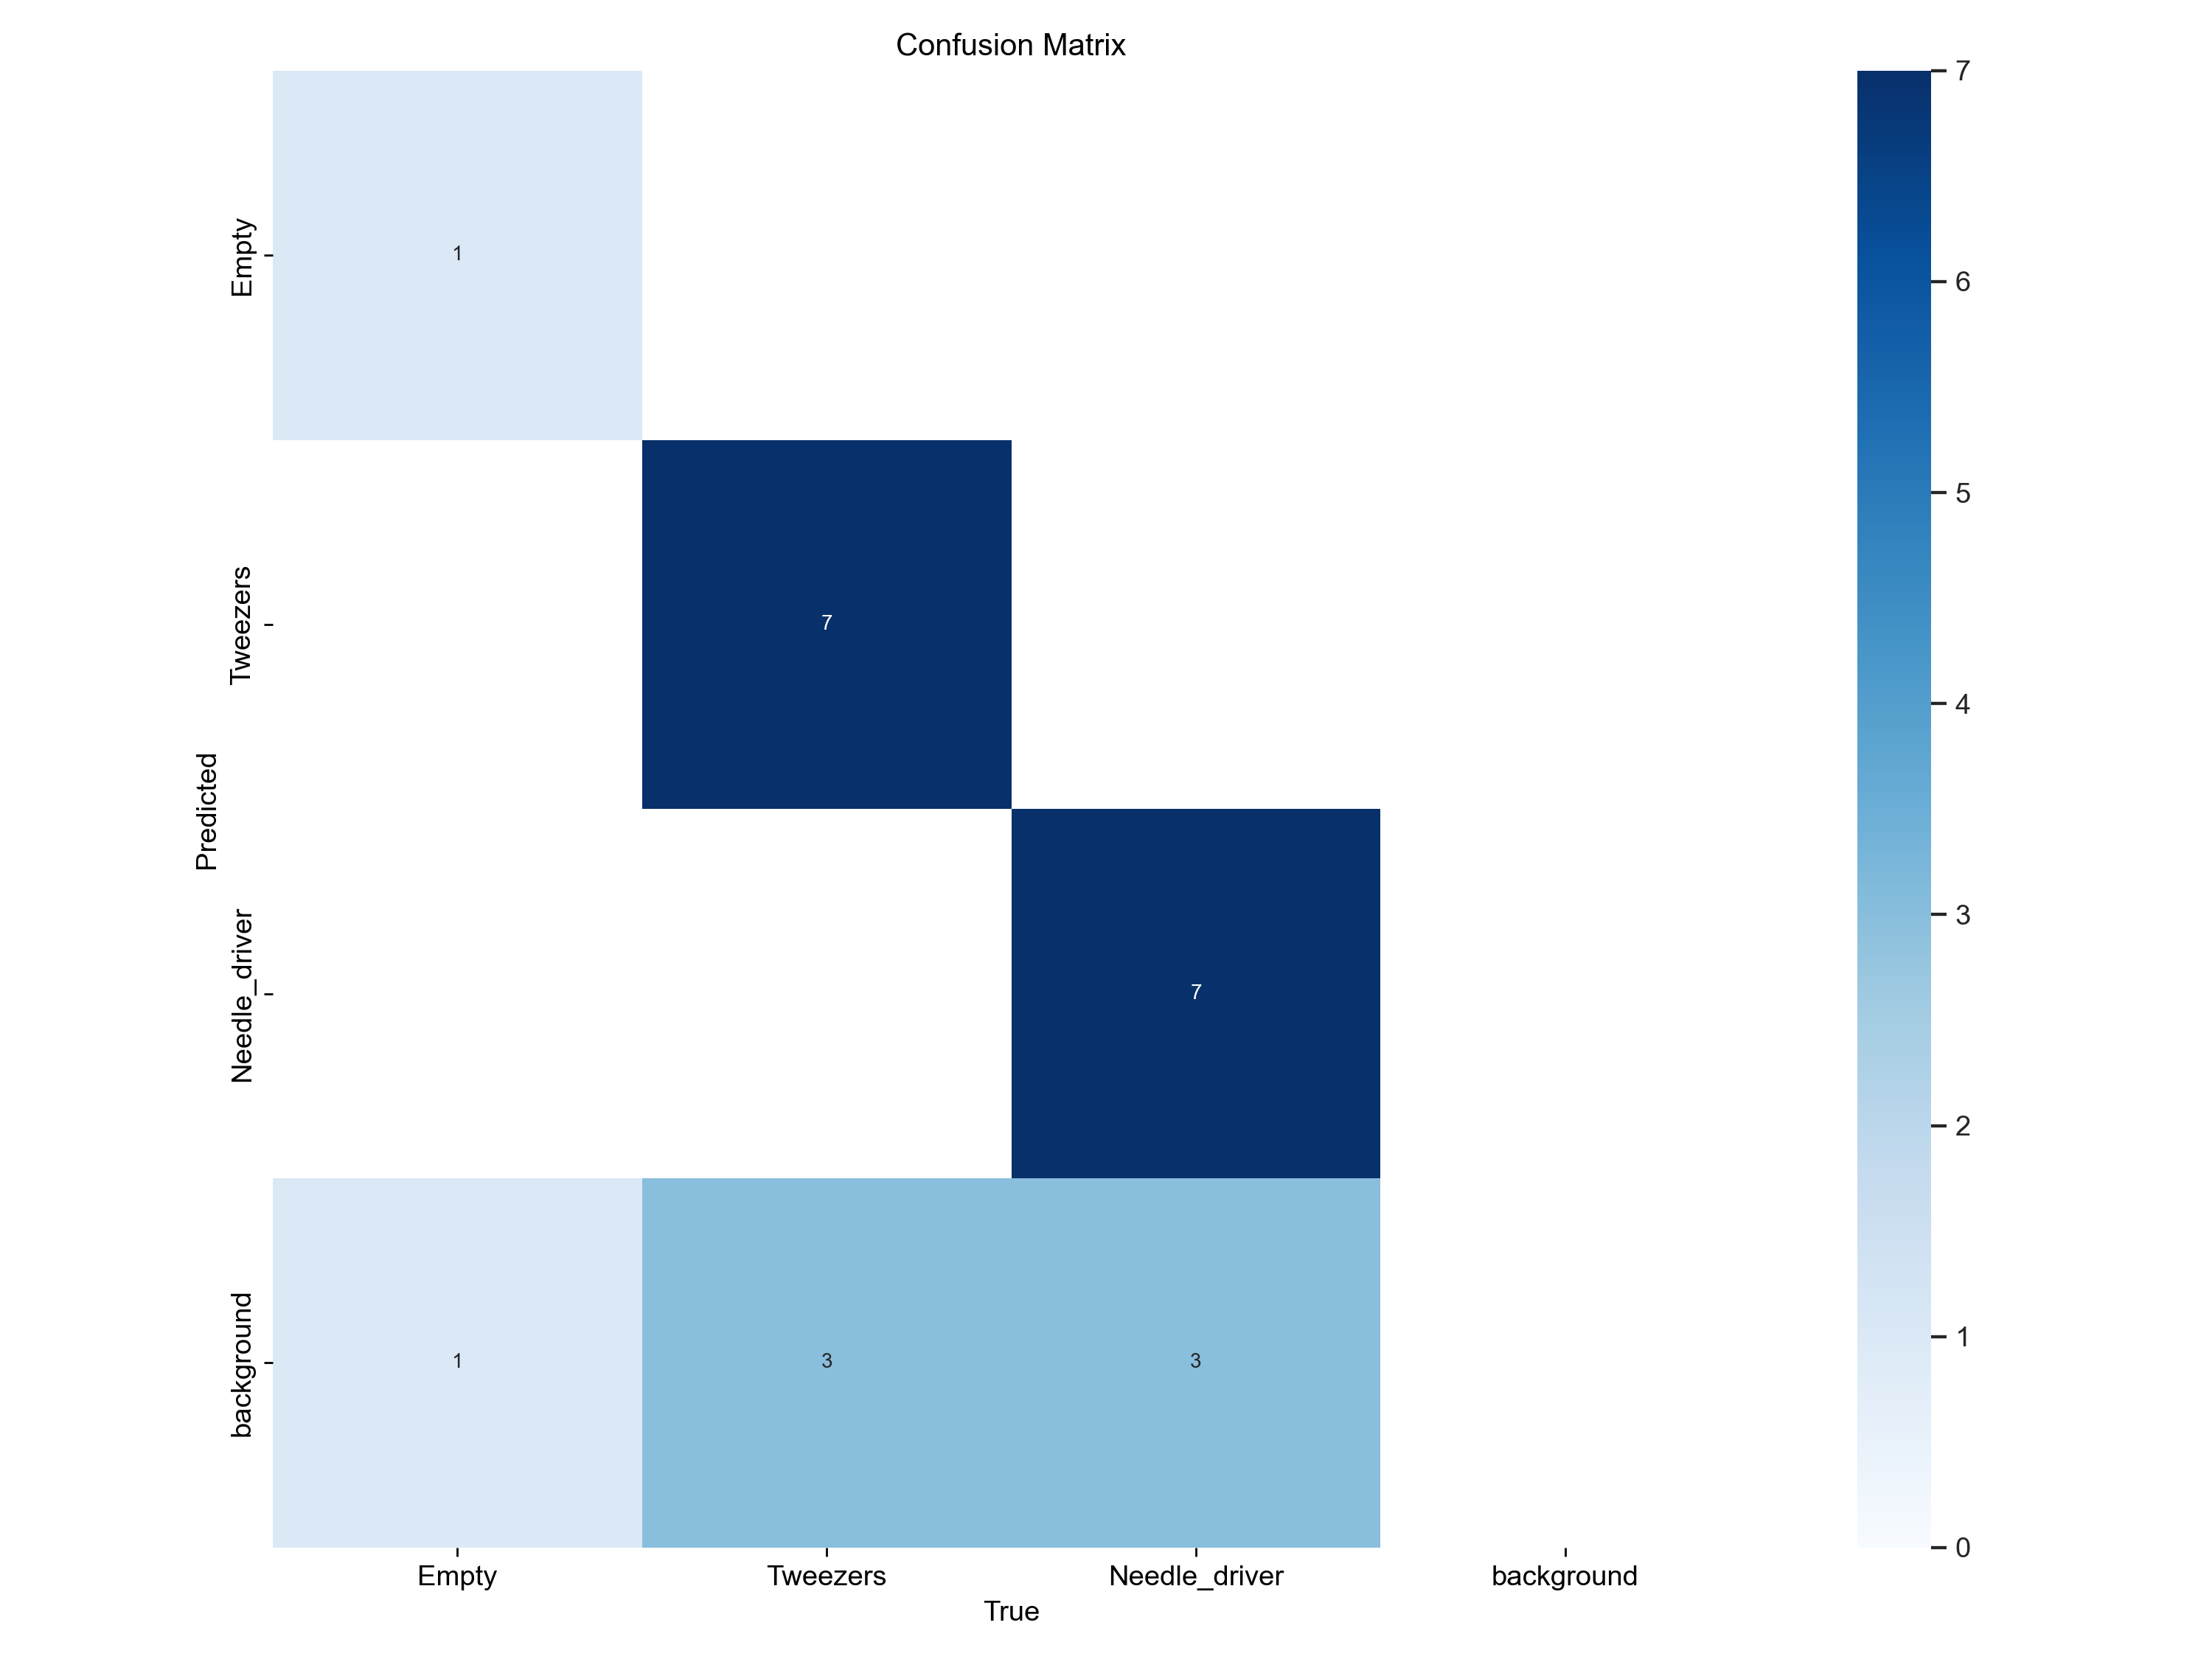 Confusion Matrix
7
6
5
4
3
2
1
0
Predicted
Empty
1
Tweezers
7
Needle_driver
7
background
1
3
3
Empty
Tweezers
Needle_driver
background
True